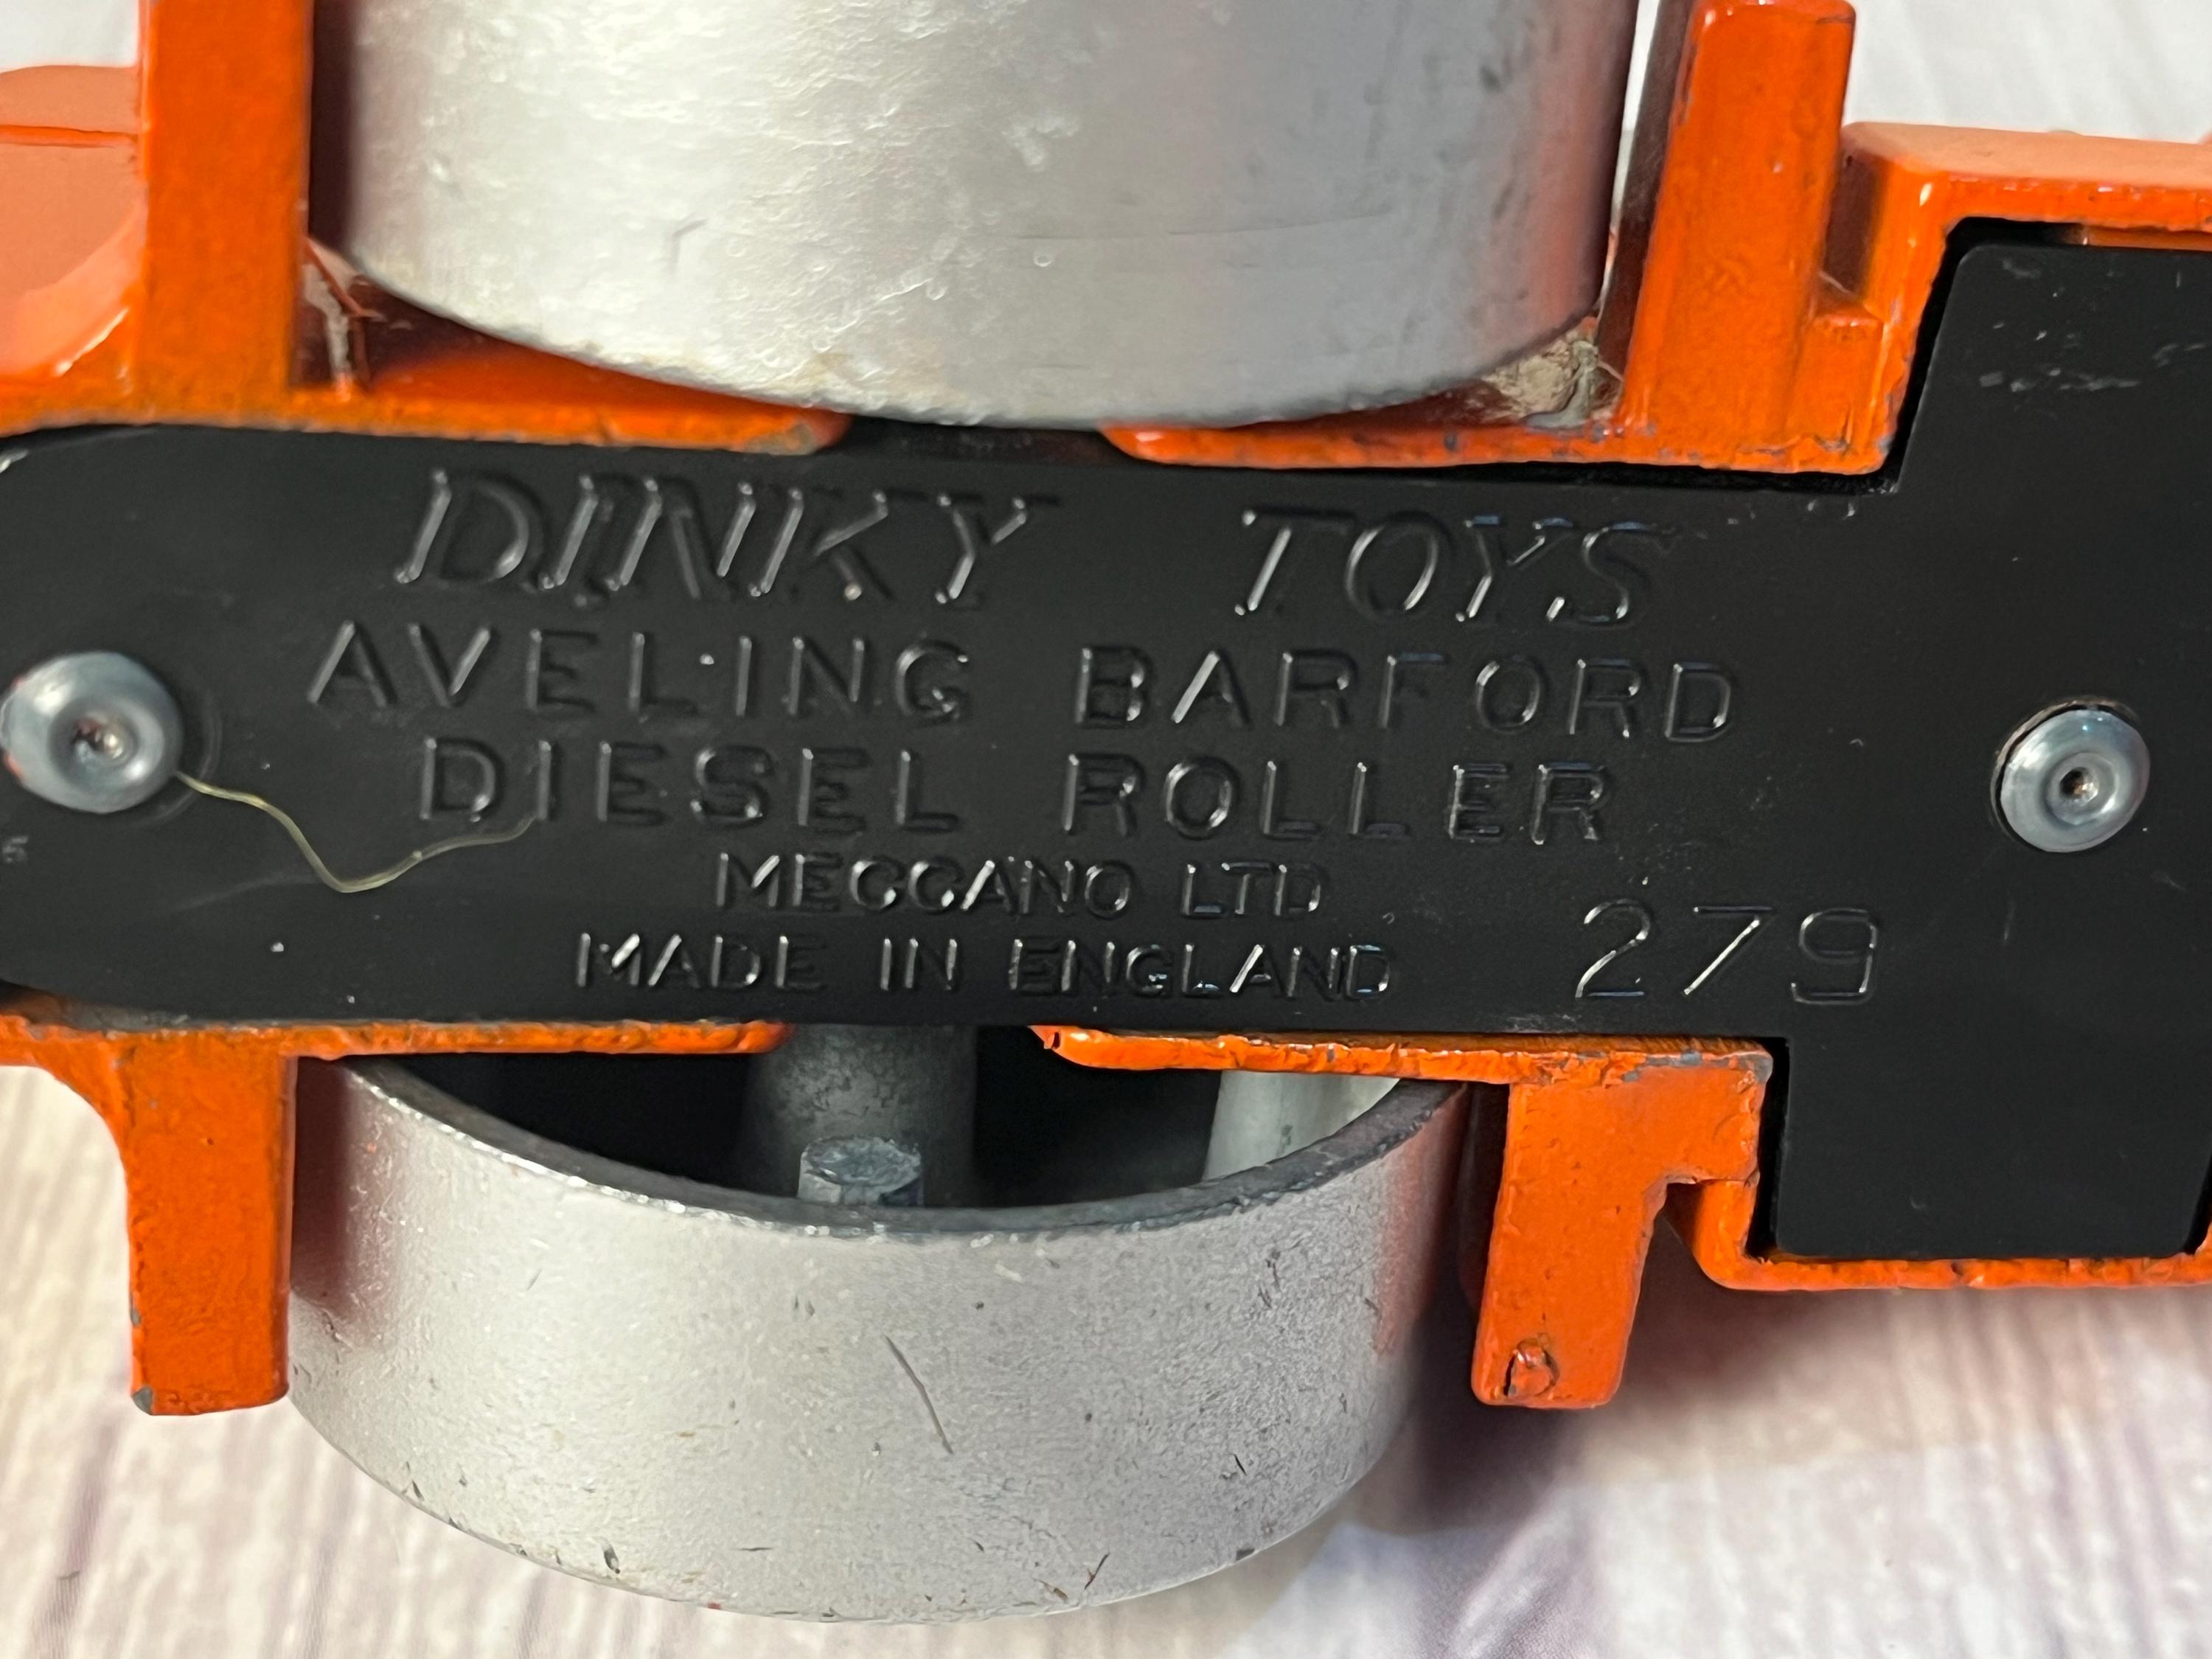 DINKY TOYS
AVELING BARFORD
DIESEL ROLLER
MECCANO LTD
MADE IN ENGLAND 279